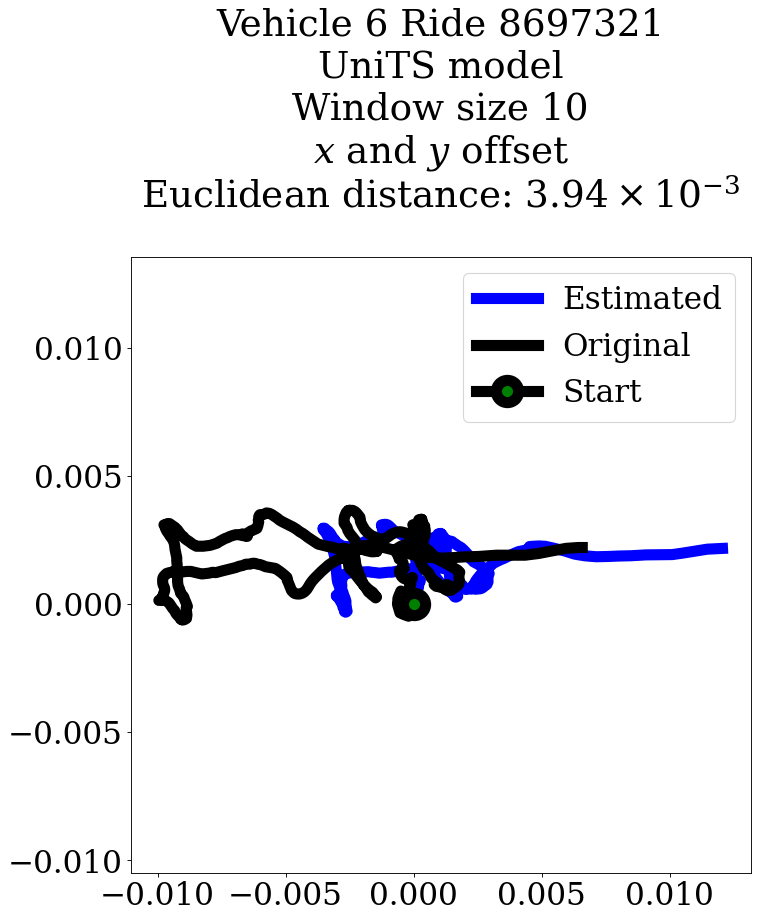 Vehicle 6 Ride 8697321
UniTS model
Window size 10
x and y offset
Euclidean distance: 3.94 × 10⁻³
Estimated
Original
Start
0.010
0.005
0.000
−0.005
−0.010
−0.010 −0.005 0.000 0.005 0.010